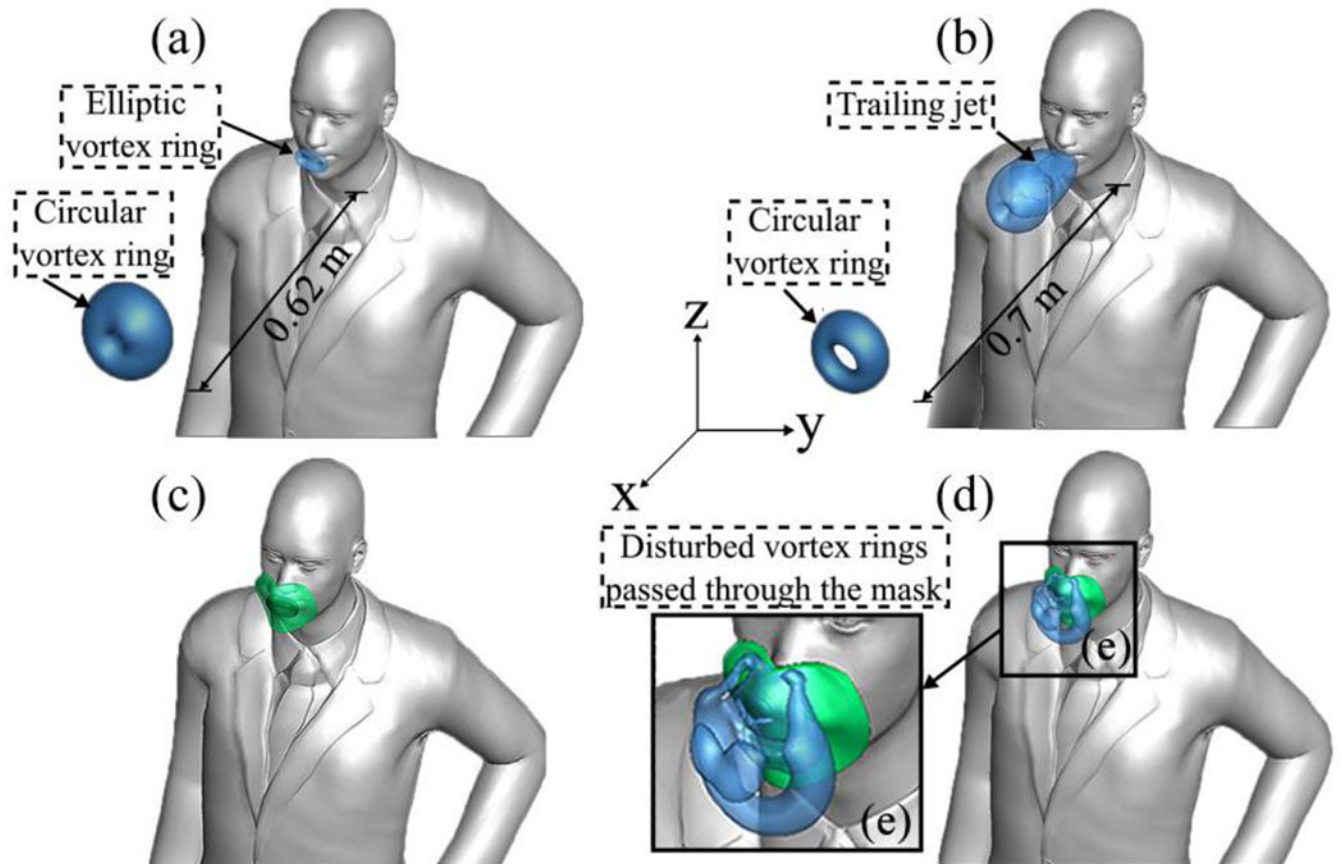 (a)
Elliptic
vortex ring
Circular
vortex ring
0.62 m
(b)
Trailing jet
Circular
vortex ring
0.7 m
z
y
x
(c)
(d)
Disturbed vortex rings
passed through the mask
(e)
(e)